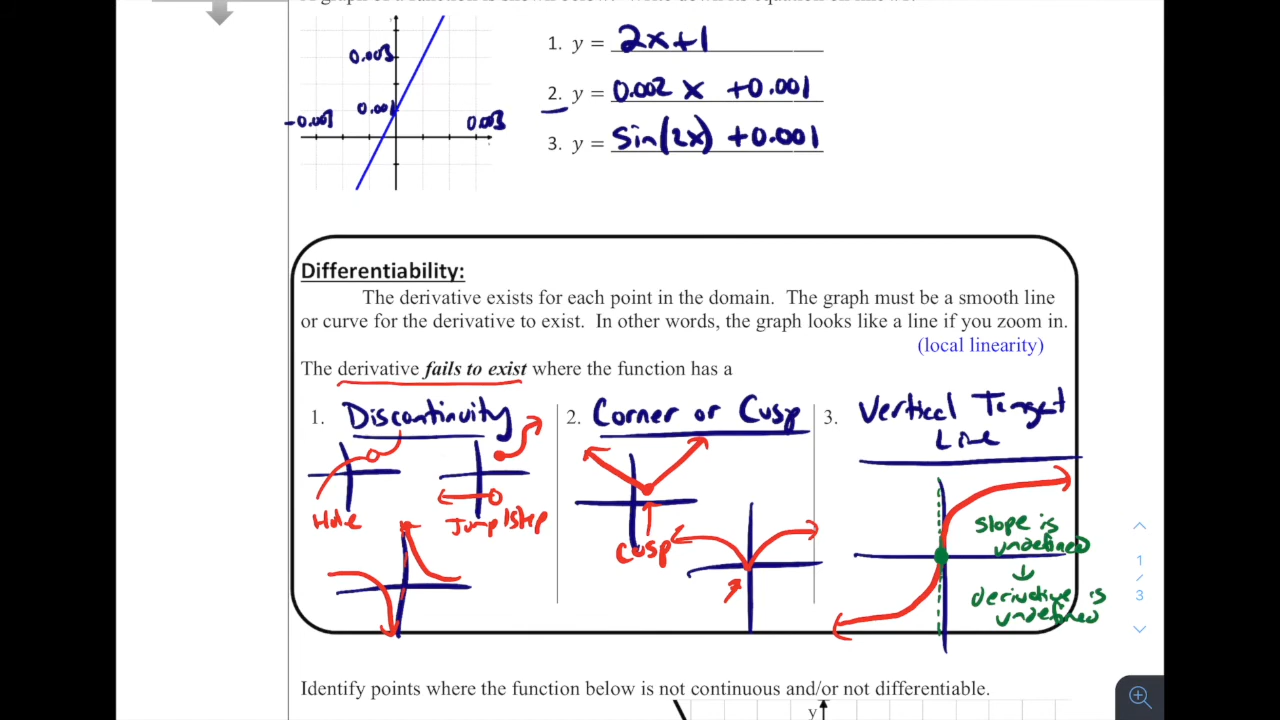 1. y = 2x+1
0.003
2. y = 0.002 x +0.001
0.001
-0.003 0.003
3. y = sin(2x) +0.001
Differentiability:
The derivative exists for each point in the domain. The graph must be a smooth line
or curve for the derivative to exist. In other words, the graph looks like a line if you zoom in.
(local linearity)
The derivative fails to exist where the function has a
1. Discontinuity
2. Corner or Cusp
3. Vertical Tangent
Line
Hole
Jump/step
Cusp
slope is
undefined
derivative is
undefined
1
/
3
Identify points where the function below is not continuous and/or not differentiable.
y